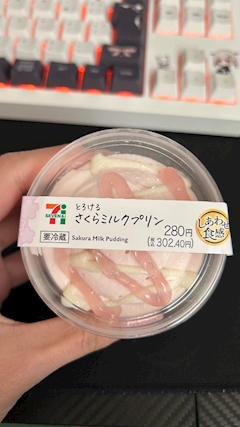 7
SEVEN ELEVEN
とろける
さくらミルクプリン
要冷蔵
Sakura Milk Pudding
280円
(税込302.40円)
しあわせ
食感